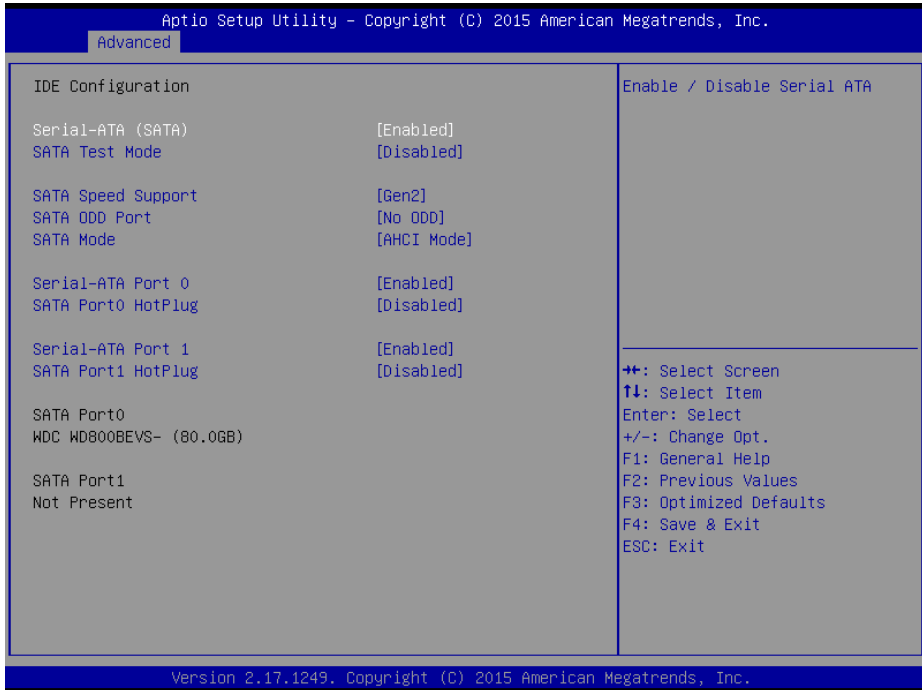 Aptio Setup Utility – Copyright (C) 2015 American Megatrends, Inc.
Advanced
IDE Configuration
Serial-ATA (SATA) [Enabled]
SATA Test Mode [Disabled]
SATA Speed Support [Gen2]
SATA ODD Port [No ODD]
SATA Mode [AHCI Mode]
Serial-ATA Port 0 [Enabled]
SATA Port0 HotPlug [Disabled]
Serial-ATA Port 1 [Enabled]
SATA Port1 HotPlug [Disabled]
SATA Port0
WDC WD800BEVS- (80.0GB)
SATA Port1
Not Present
Enable / Disable Serial ATA
→←: Select Screen
↑↓: Select Item
Enter: Select
+/-: Change Opt.
F1: General Help
F2: Previous Values
F3: Optimized Defaults
F4: Save & Exit
ESC: Exit
Version 2.17.1249. Copyright (C) 2015 American Megatrends, Inc.